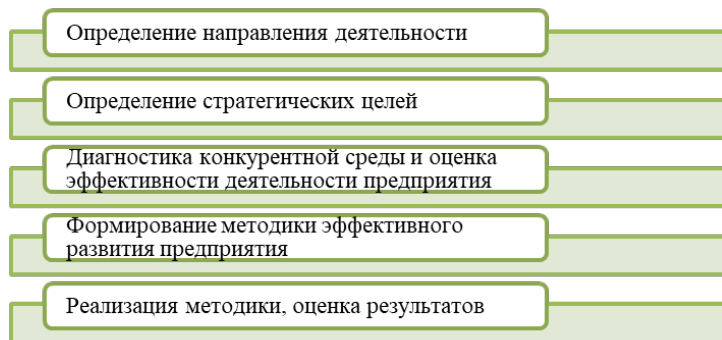 Определение направления деятельности
Определение стратегических целей
Диагностика конкурентной среды и оценка
эффективности деятельности предприятия
Формирование методики эффективного
развития предприятия
Реализация методики, оценка результатов